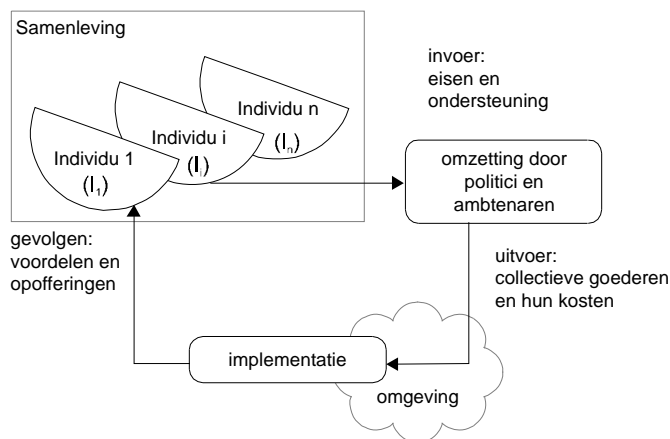 Samenleving
Individu n
(Iₙ)
Individu i
(Iᵢ)
Individu 1
(I₁)
invoer:
eisen en
ondersteuning
omzetting door
politici en
ambtenaren
gevolgen:
voordelen en
opofferingen
uitvoer:
collectieve goederen
en hun kosten
implementatie
omgeving